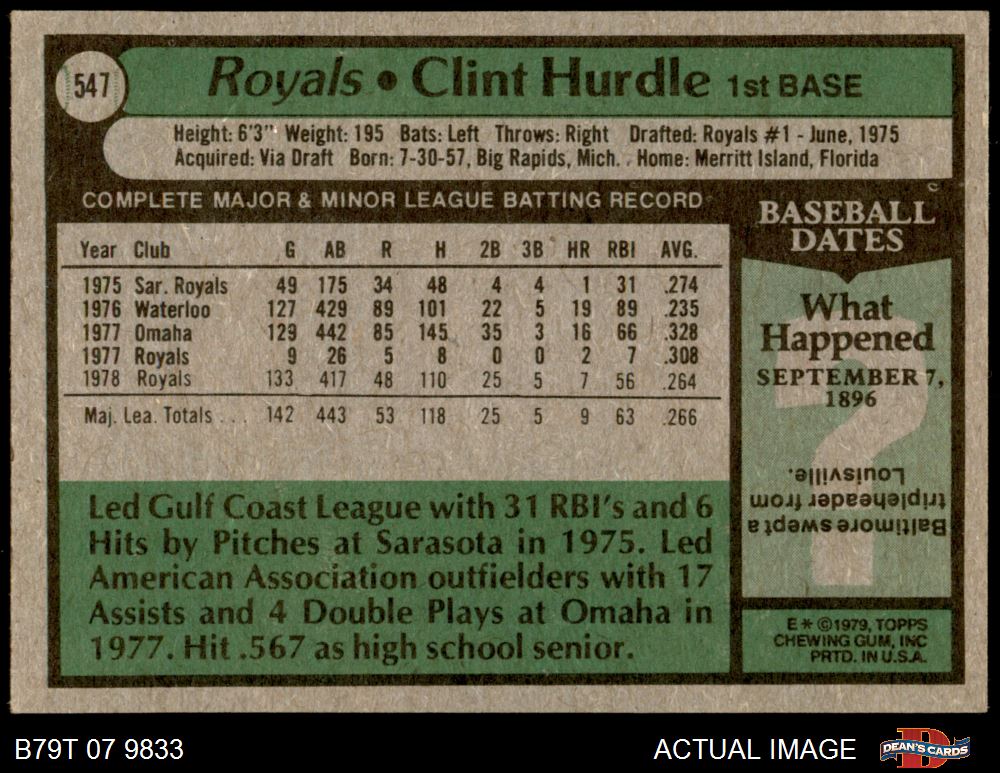 547
Royals • Clint Hurdle 1st BASE
Height: 6'3" Weight: 195 Bats: Left Throws: Right Drafted: Royals #1 - June, 1975
Acquired: Via Draft Born: 7-30-57, Big Rapids, Mich. Home: Merritt Island, Florida
COMPLETE MAJOR & MINOR LEAGUE BATTING RECORD
Year Club G AB R H 2B 3B HR RBI AVG.
1975 Sar. Royals 49 175 34 48 4 4 1 31 .274
1976 Waterloo 127 429 89 101 22 5 19 89 .235
1977 Omaha 129 442 85 145 35 3 16 66 .328
1977 Royals 9 26 5 8 0 0 2 7 .308
1978 Royals 133 417 48 110 25 5 7 56 .264
Maj. Lea. Totals . . . 142 443 53 118 25 5 9 63 .266
Led Gulf Coast League with 31 RBI's and 6
Hits by Pitches at Sarasota in 1975. Led
American Association outfielders with 17
Assists and 4 Double Plays at Omaha in
1977. Hit .567 as high school senior.
BASEBALL
DATES
What
Happened
SEPTEMBER 7,
1896
?
Baltimore swept a
tripleheader from
Louisville.
E * © 1979, TOPPS
CHEWING GUM, INC
PRTD. IN U.S.A.
B79T 07 9833
ACTUAL IMAGE
DEAN'S CARDS